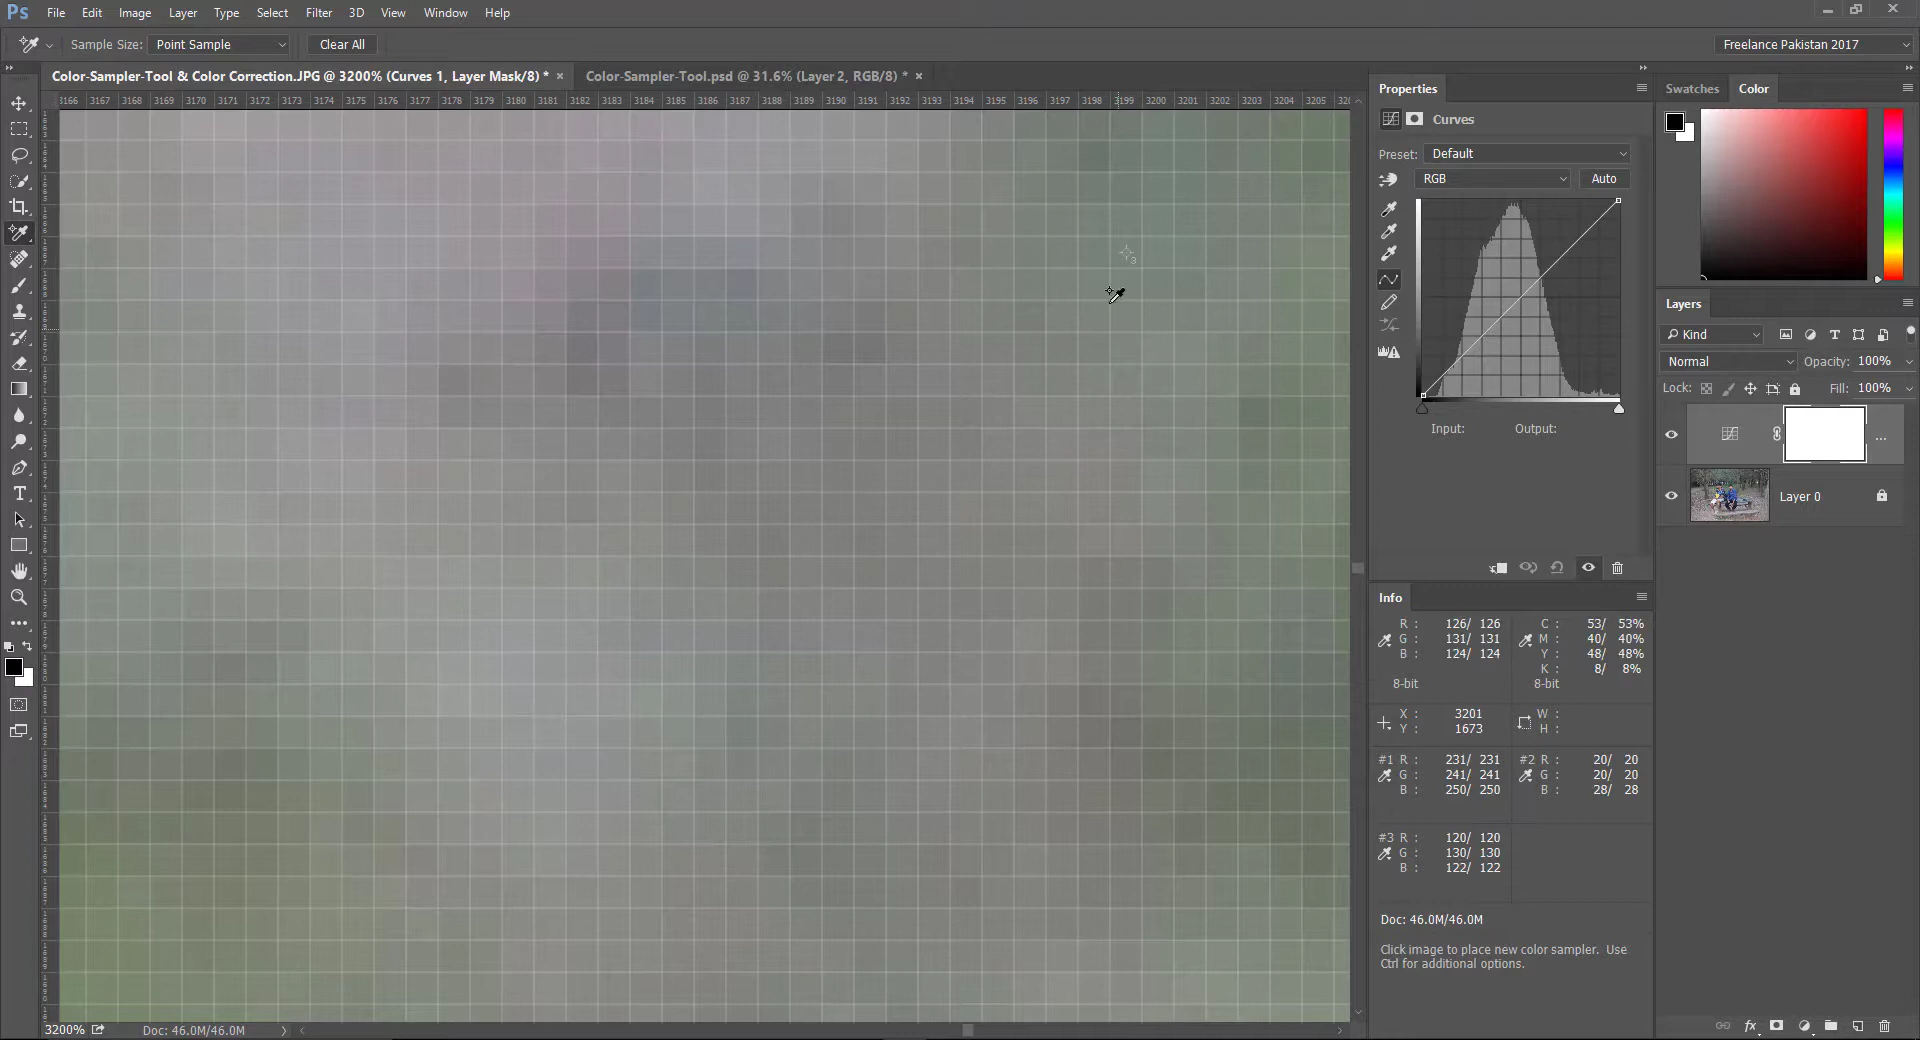 Ps File Edit Image Layer Type Select Filter 3D View Window Help
Sample Size: Point Sample Clear All Freelance Pakistan 2017
Color-Sampler-Tool & Color Correction.JPG @ 3200% (Curves 1, Layer Mask/8) * × Color-Sampler-Tool.psd @ 31.6% (Layer 2, RGB/8) * ×
3166 3167 3168 3169 3170 3171 3172 3173 3174 3175 3176 3177 3178 3179 3180 3181 3182 3183 3184 3185 3186 3187 3188 3189 3190 3191 3192 3193 3194 3195 3196 3197 3198 3199 3200 3201 3202 3203 3204 3205
3
Properties
Curves
Preset: Default
RGB Auto
Input: Output:
Info
R : 126/ 126 C : 53/ 53%
G : 131/ 131 M : 40/ 40%
B : 124/ 124 Y : 48/ 48%
K : 8/ 8%
8-bit 8-bit
X : 3201 W :
Y : 1673 H :
#1 R : 231/ 231 #2 R : 20/ 20
G : 241/ 241 G : 20/ 20
B : 250/ 250 B : 28/ 28
#3 R : 120/ 120
G : 130/ 130
B : 122/ 122
Doc: 46.0M/46.0M
Click image to place new color sampler. Use
Ctrl for additional options.
Swatches Color
Layers
Kind
Normal Opacity: 100%
Lock: Fill: 100%
...
Layer 0
fx
3200% Doc: 46.0M/46.0M